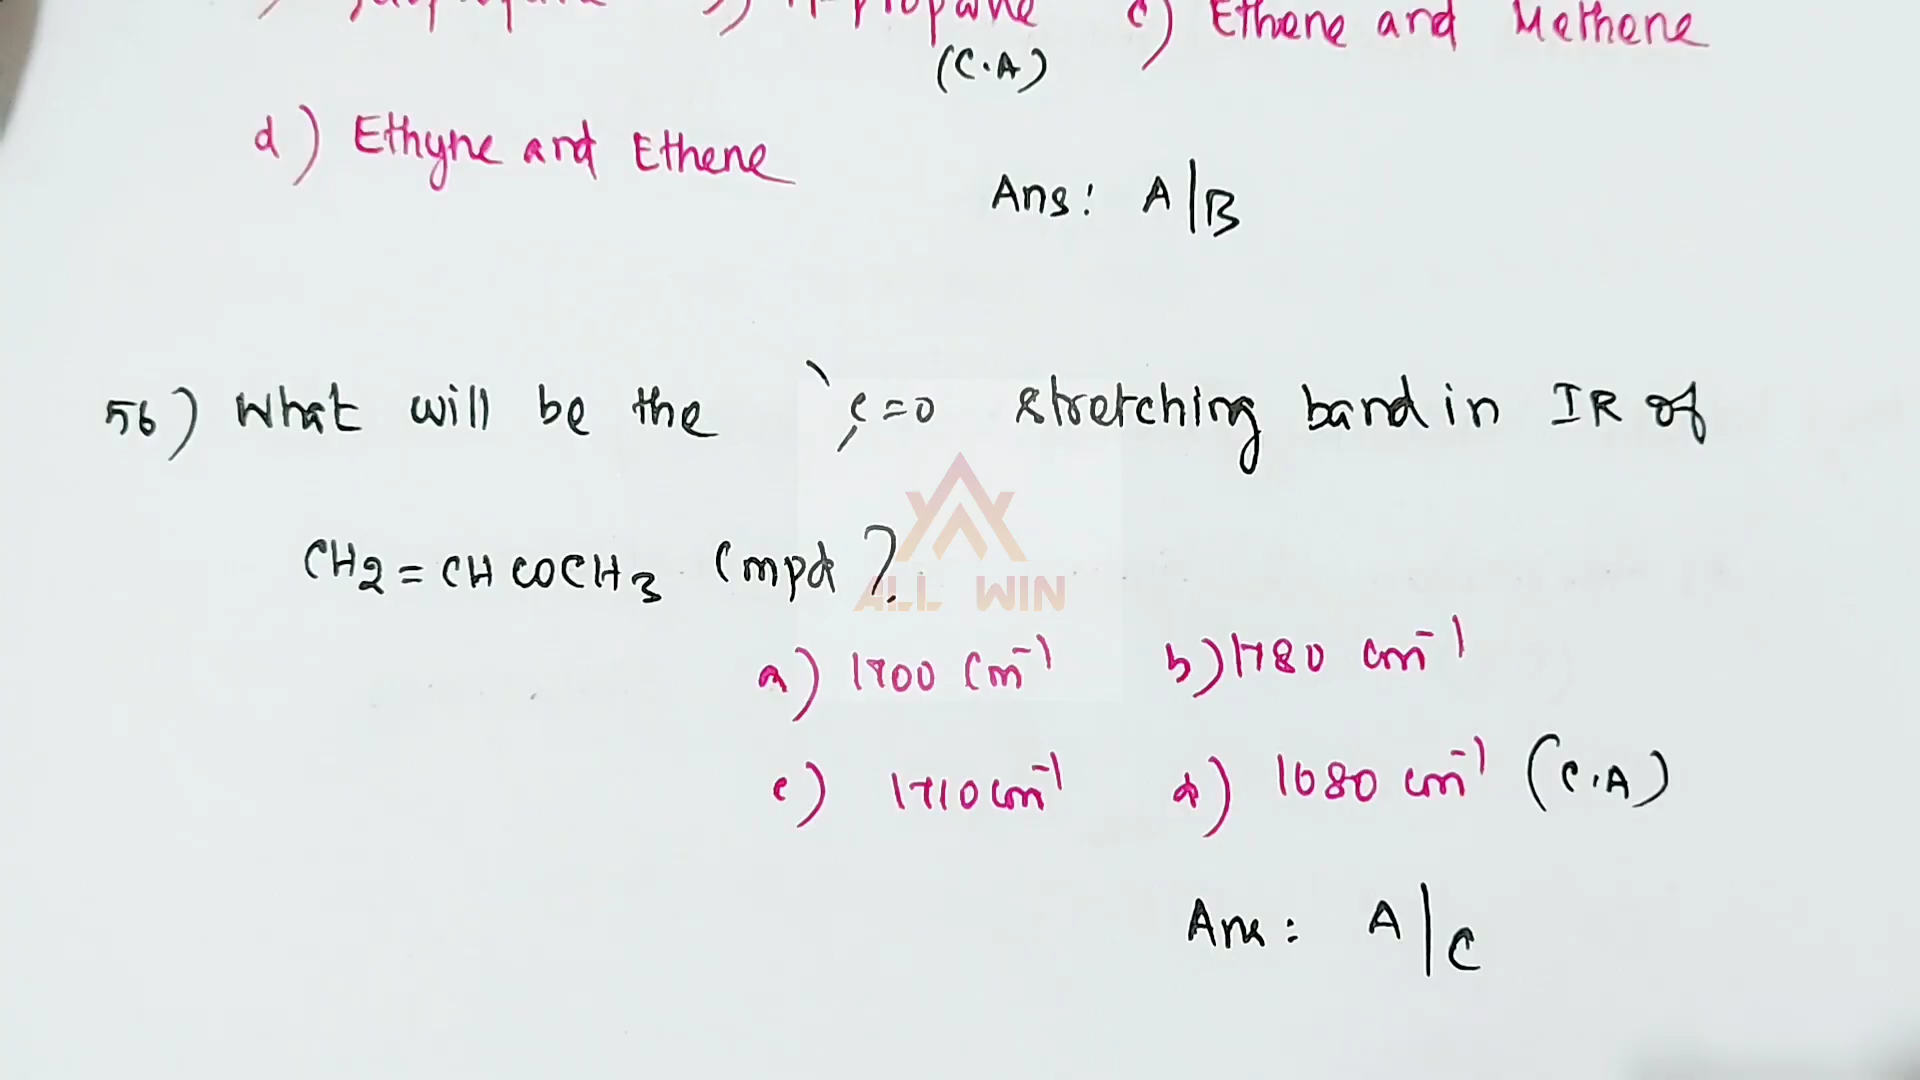 c) Ethene and Methene
(C.A)
d) Ethyne and Ethene
Ans: A|B
56) What will be the C=O stretching band in IR of
CH2=CHCOCH3 Cmpd ?
ALL WIN
a) 1700 Cm-1 b) 1780 cm-1
c) 1710 cm-1 d) 1680 cm-1 (C.A)
Ans: A|C